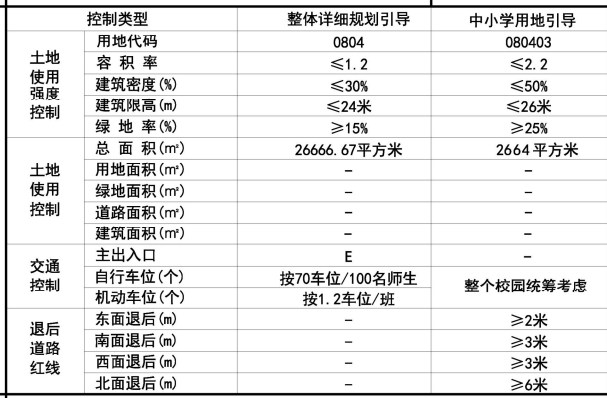 控制类型 整体详细规划引导 中小学用地引导
土地使用强度控制 用地代码 0804 080403
容积率 ≤1.2 ≤2.2
建筑密度(%) ≤30% ≤50%
建筑限高(m) ≤24米 ≤26米
绿地率(%) ≥15% ≥25%
土地使用控制 总面积(㎡) 26666.67平方米 2664平方米
用地面积(㎡) - -
绿地面积(㎡) - -
道路面积(㎡) - -
建筑面积(㎡) - -
交通控制 主出入口 E -
自行车位(个) 按70车位/100名师生 整个校园统筹考虑
机动车位(个) 按1.2车位/班
退后道路红线 东面退后(m) - ≥2米
南面退后(m) - ≥3米
西面退后(m) - ≥3米
北面退后(m) - ≥6米